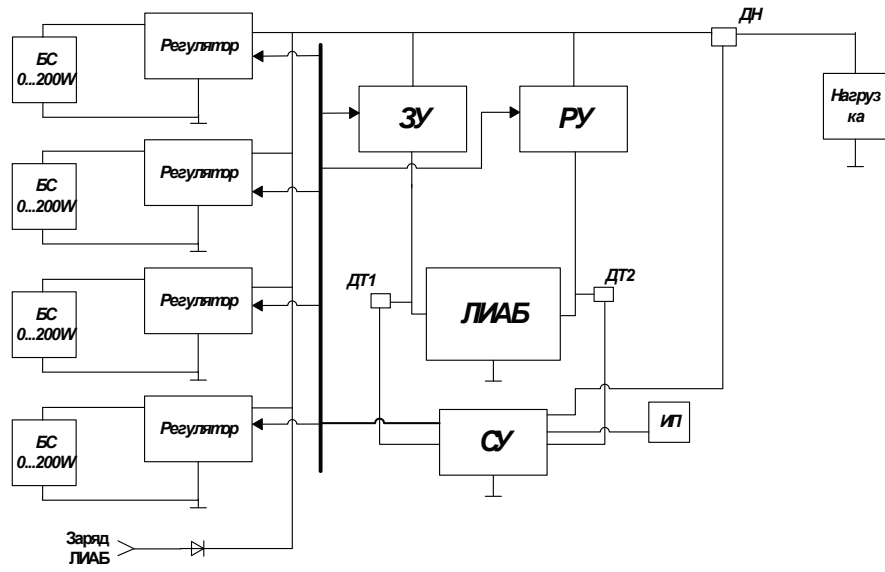 ДН
БС
0...200W
Регулятор
ЗУ
РУ
Нагруз
ка
БС
0...200W
Регулятор
БС
0...200W
Регулятор
ДТ1
ЛИАБ
ДТ2
БС
0...200W
Регулятор
СУ
ИП
Заряд
ЛИАБ